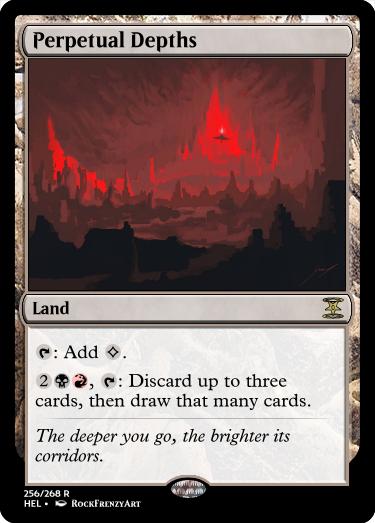 Perpetual Depths
Land
: Add .
2 , : Discard up to three
cards, then draw that many cards.
The deeper you go, the brighter its
corridors.
256/268 R
HEL • RockFrenzyArt